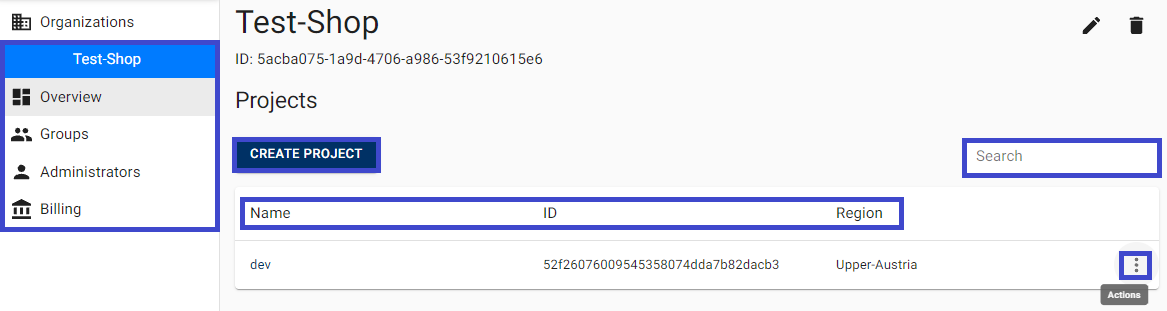 Organizations
Test-Shop
Overview
Groups
Administrators
Billing
Test-Shop
ID: 5acba075-1a9d-4706-a986-53f9210615e6
Projects
CREATE PROJECT
Search
Name ID Region
dev 52f26076009545358074dda7b82dacb3 Upper-Austria
Actions